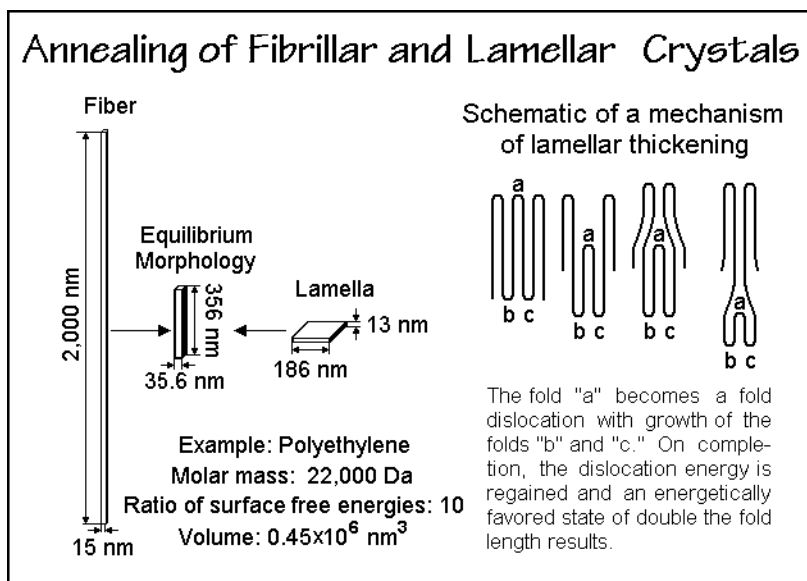 Annealing of Fibrillar and Lamellar Crystals
Fiber
2,000 nm
15 nm
Equilibrium
Morphology
356 nm
35.6 nm
Lamella
13 nm
186 nm
Example: Polyethylene
Molar mass: 22,000 Da
Ratio of surface free energies: 10
Volume: 0.45x10⁶ nm³
Schematic of a mechanism
of lamellar thickening
a
a
a
a
b c
b c
b c
b c
The fold "a" becomes a fold
dislocation with growth of the
folds "b" and "c." On comple-
tion, the dislocation energy is
regained and an energetically
favored state of double the fold
length results.